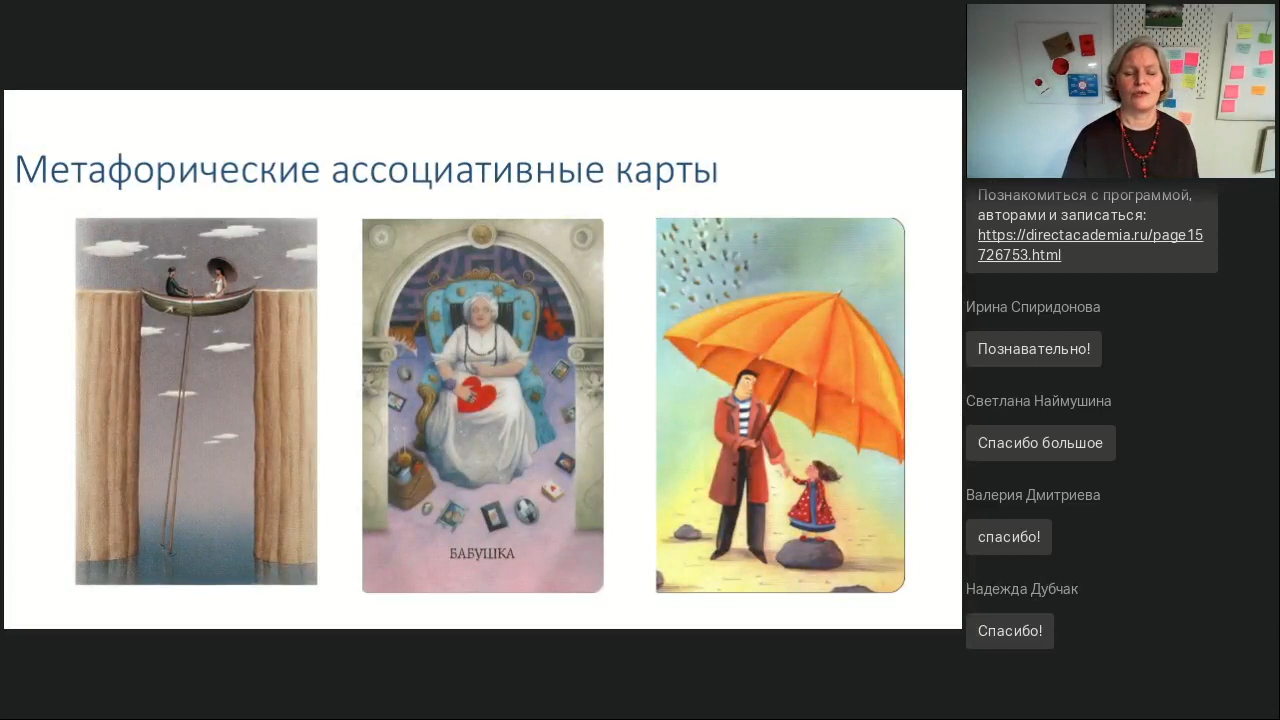 Метафорические ассоциативные карты
БАБУШКА
Познакомиться с программой,
авторами и записаться:
https://directacademia.ru/page15
726753.html
Ирина Спиридонова
Познавательно!
Светлана Наймушина
Спасибо большое
Валерия Дмитриева
спасибо!
Надежда Дубчак
Спасибо!